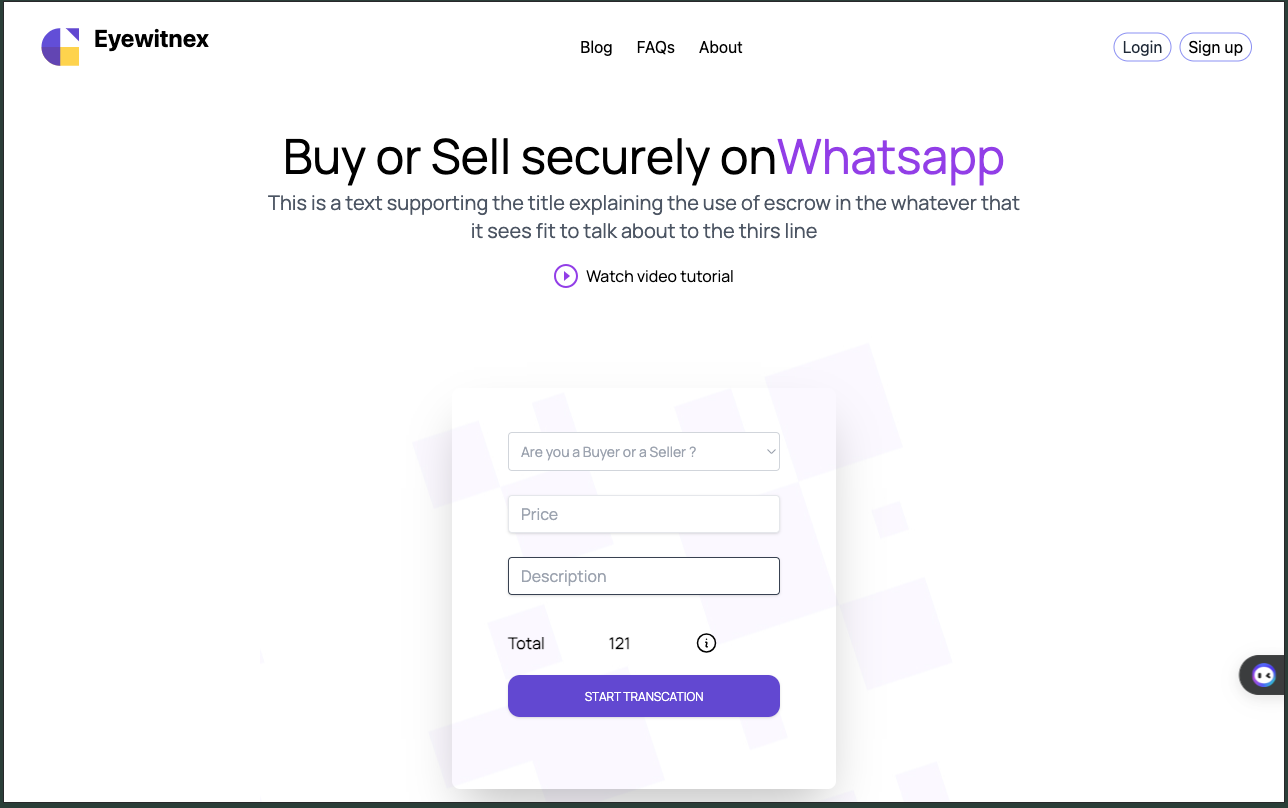 Eyewitnex
Blog FAQs About
Login Sign up
Buy or Sell securely onWhatsapp
This is a text supporting the title explaining the use of escrow in the whatever that
it sees fit to talk about to the thirs line
Watch video tutorial
Are you a Buyer or a Seller ?
Price
Description
Total 121
START TRANSCATION